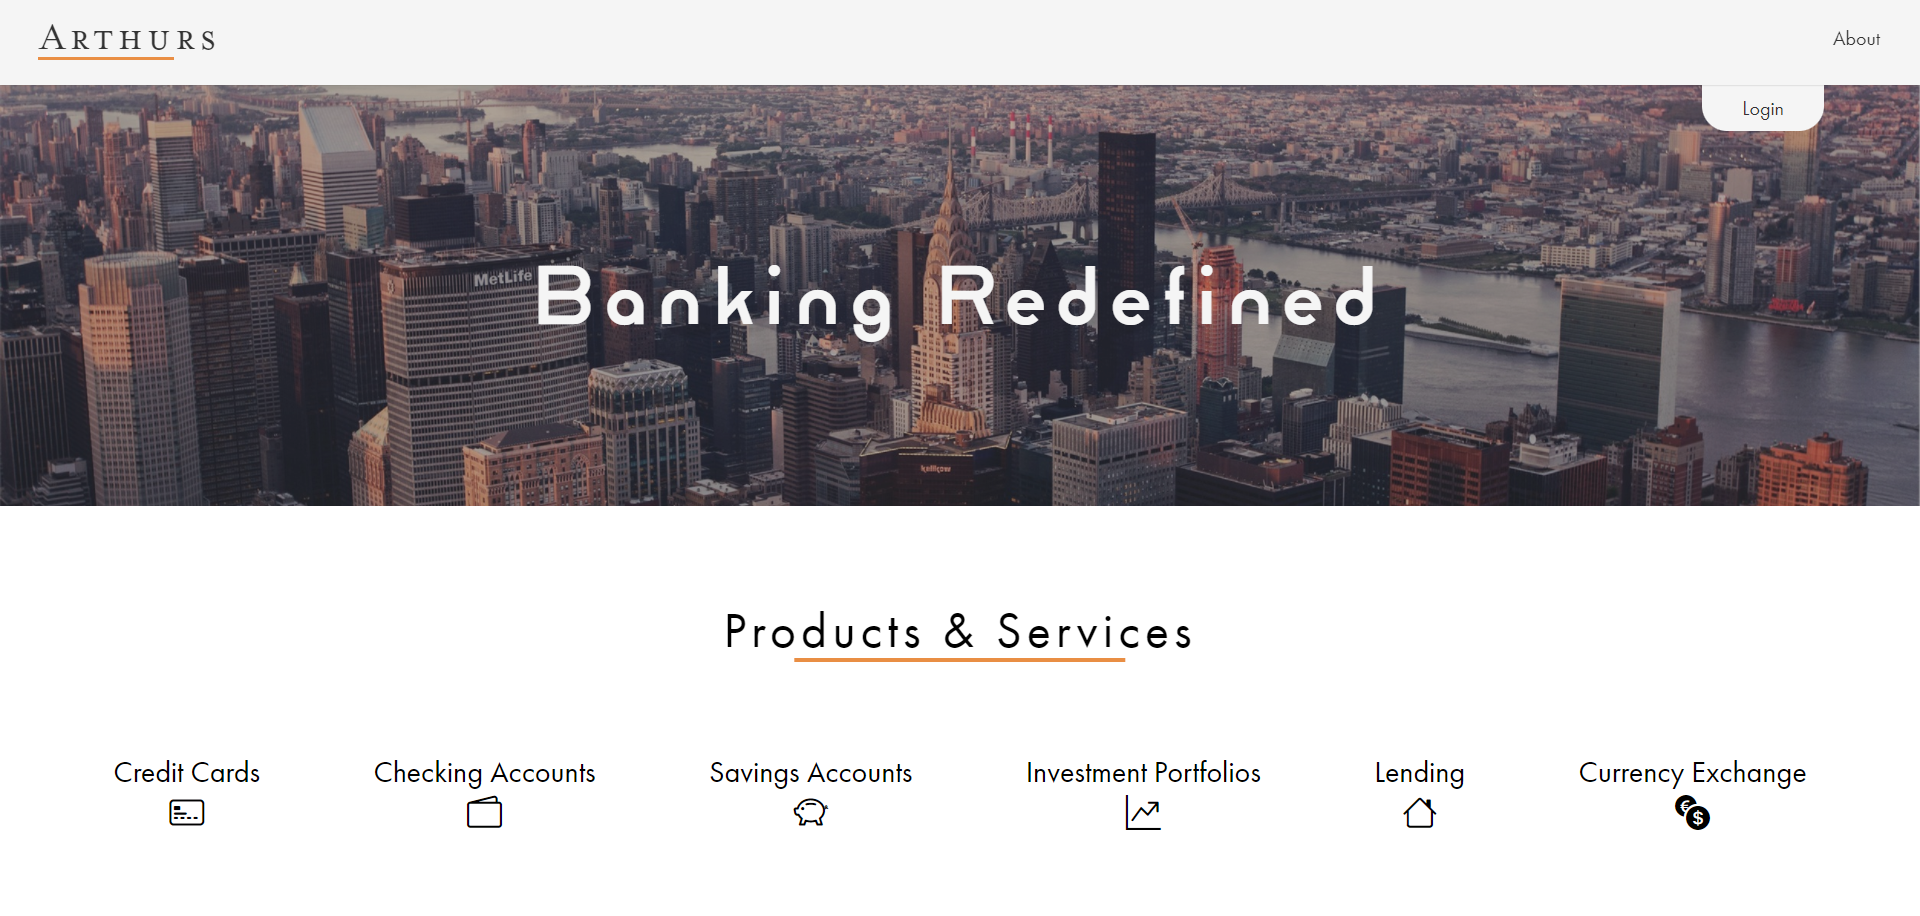 ARTHURS
About
Login
MetLife
Banking Redefined
Products & Services
Credit Cards
Checking Accounts
Savings Accounts
Investment Portfolios
Lending
Currency Exchange
€
$